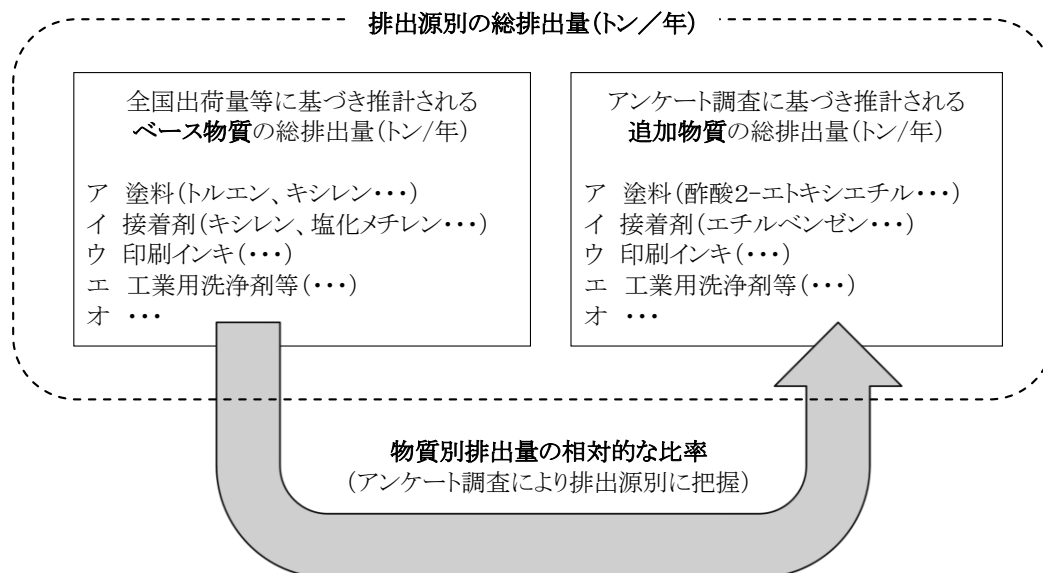 排出源別の総排出量(トン／年)
全国出荷量等に基づき推計される
ベース物質の総排出量(トン/年)
ア 塗料(トルエン、キシレン・・・)
イ 接着剤(キシレン、塩化メチレン・・・)
ウ 印刷インキ(・・・)
エ 工業用洗浄剤等(・・・)
オ ・・・
アンケート調査に基づき推計される
追加物質の総排出量(トン/年)
ア 塗料(酢酸2-エトキシエチル・・・)
イ 接着剤(エチルベンゼン・・・)
ウ 印刷インキ(・・・)
エ 工業用洗浄剤等(・・・)
オ ・・・
物質別排出量の相対的な比率
(アンケート調査により排出源別に把握)